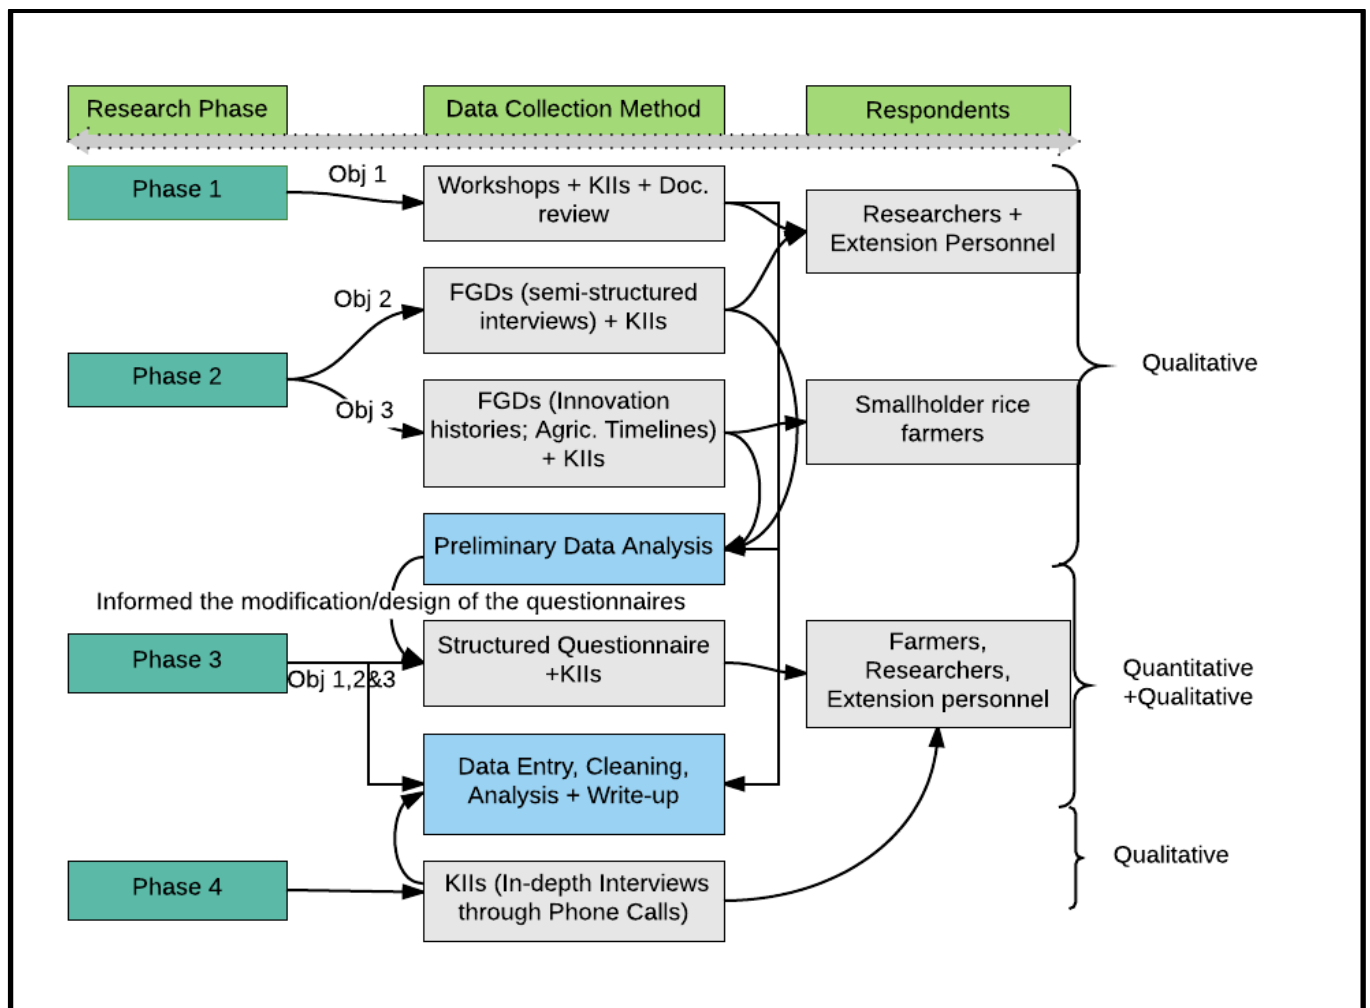 Research Phase
Data Collection Method
Respondents
Phase 1
Obj 1
Workshops + KIIs + Doc.
review
Researchers +
Extension Personnel
Obj 2
FGDs (semi-structured
interviews) + KIIs
Qualitative
Phase 2
Obj 3
FGDs (Innovation
histories; Agric. Timelines)
+ KIIs
Smallholder rice
farmers
Preliminary Data Analysis
Informed the modification/design of the questionnaires
Phase 3
Obj 1,2&3
Structured Questionnaire
+KIIs
Farmers,
Researchers,
Extension personnel
Quantitative
+Qualitative
Data Entry, Cleaning,
Analysis + Write-up
Phase 4
KIIs (In-depth Interviews
through Phone Calls)
Qualitative